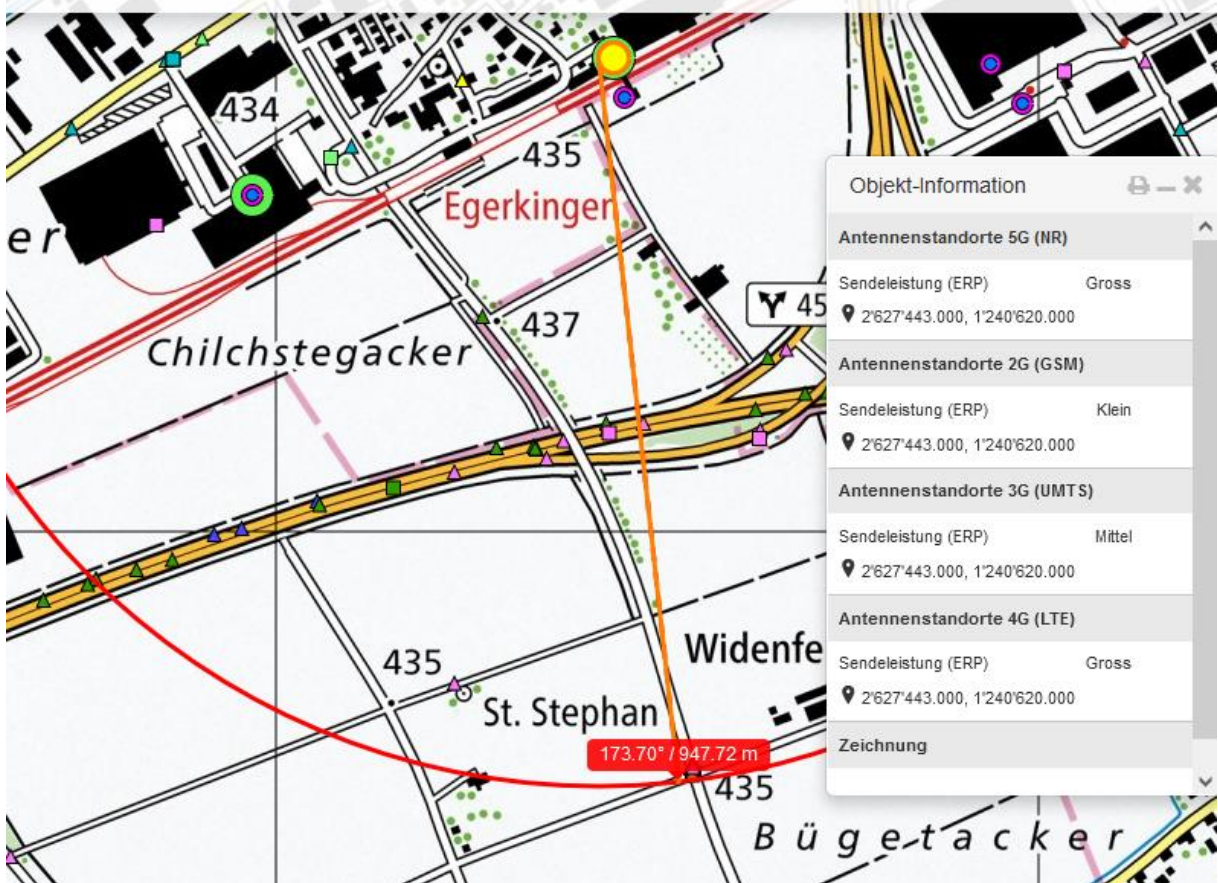 434
435
Egerkinger
er
437
45
Chilchstegacker
435
Widenfe
St. Stephan
173.70° / 947.72 m
435
Bügetacker
Objekt-Information
Antennenstandorte 5G (NR)
Sendeleistung (ERP) Gross
2'627'443.000, 1'240'620.000
Antennenstandorte 2G (GSM)
Sendeleistung (ERP) Klein
2'627'443.000, 1'240'620.000
Antennenstandorte 3G (UMTS)
Sendeleistung (ERP) Mittel
2'627'443.000, 1'240'620.000
Antennenstandorte 4G (LTE)
Sendeleistung (ERP) Gross
2'627'443.000, 1'240'620.000
Zeichnung